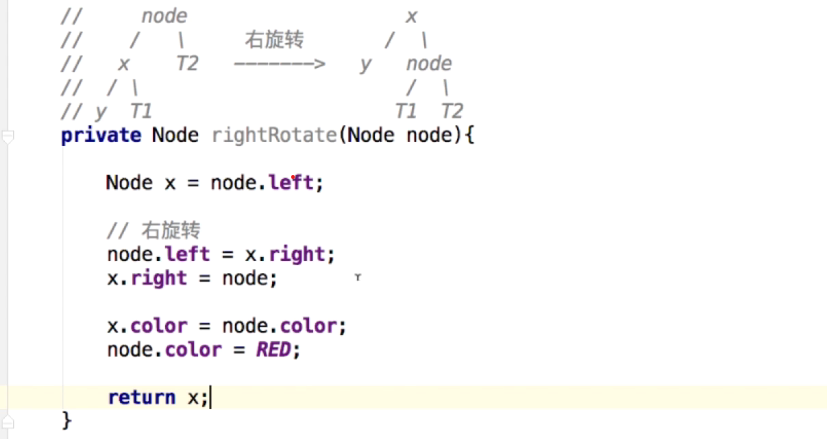 //     node                   x
//    /   \     右旋转       /  \
//   x    T2   ------->   y   node
//  / \                       /  \
// y  T1                     T1  T2
private Node rightRotate(Node node){
Node x = node.left;
// 右旋转
node.left = x.right;
x.right = node;
x.color = node.color;
node.color = RED;
return x;
}